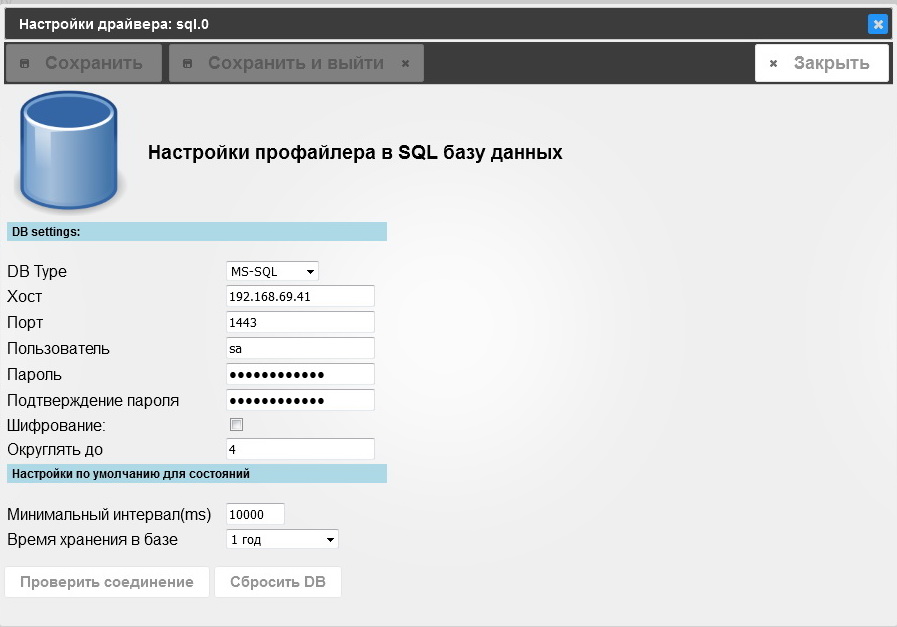 Настройки драйвера: sql.0
Сохранить
Сохранить и выйти
Закрыть
Настройки профайлера в SQL базу данных
DB settings:
DB Type MS-SQL
Хост 192.168.69.41
Порт 1443
Пользователь sa
Пароль ●●●●●●●●●●●●
Подтверждение пароля ●●●●●●●●●●●●
Шифрование:
Округлять до 4
Настройки по умолчанию для состояний
Минимальный интервал(ms) 10000
Время хранения в базе 1 год
Проверить соединение Сбросить DB